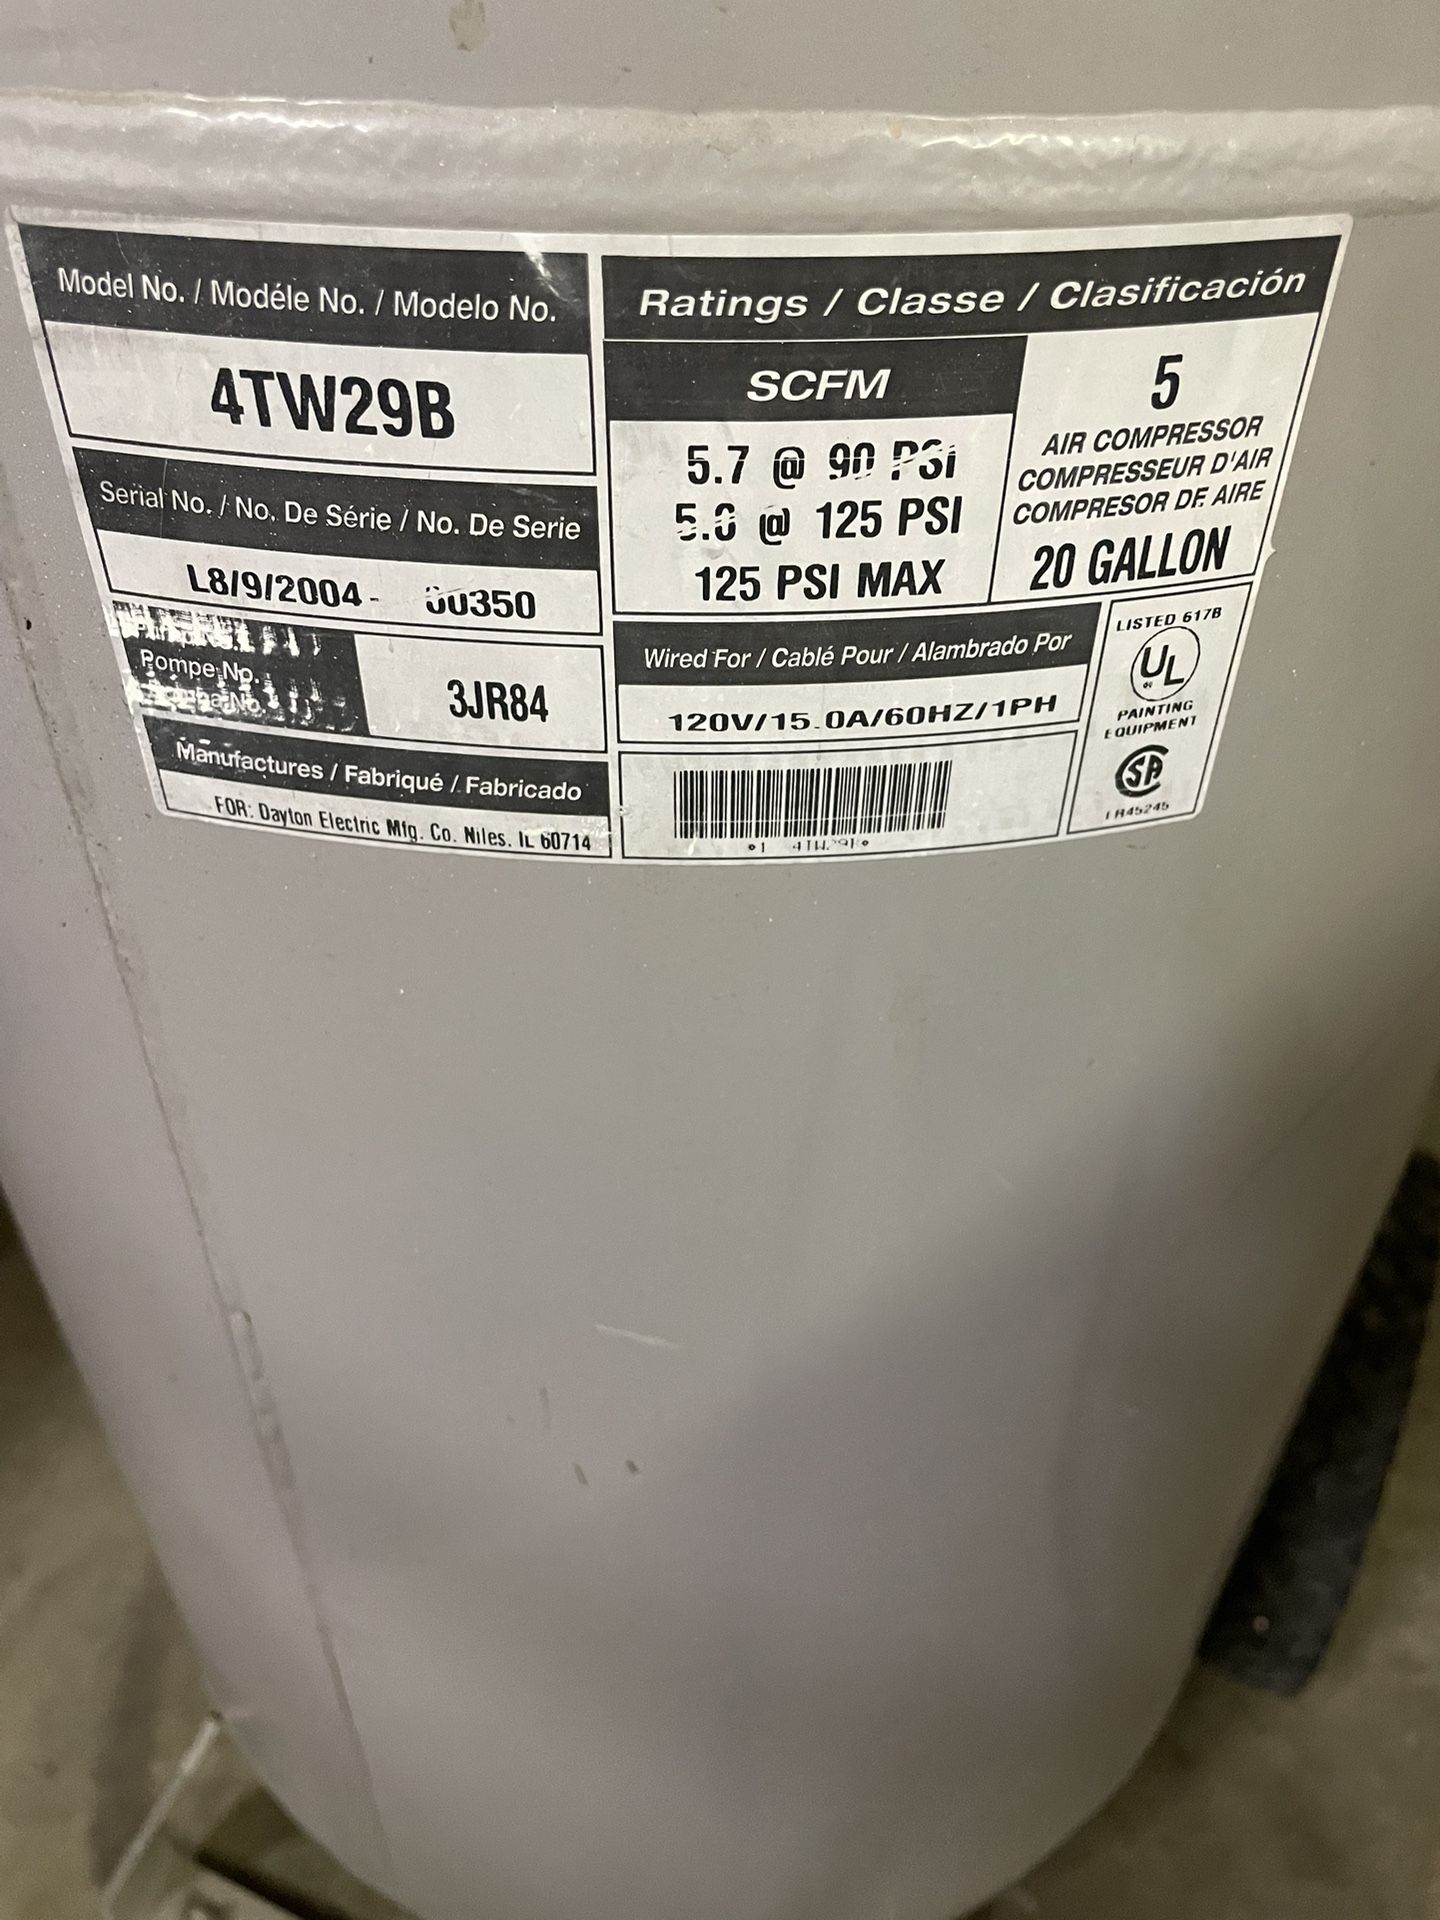 Model No. / Modéle No. / Modelo No.
4TW29B
Serial No. / No. De Série / No. De Serie
L8/9/2004- 00350
Pompe No.
3JR84
Manufactures / Fabriqué / Fabricado
FOR: Dayton Electric Mfg. Co. Niles, IL 60714
Ratings / Classe / Clasificación
SCFM
5.7 @ 90 PSI
@ 125 PSI
125 PSI MAX
5
AIR COMPRESSOR
COMPRESSEUR D'AIR
COMPRESOR DE AIRE
20 GALLON
Wired For / Cablé Pour / Alambrado Por
120V/15.0A/60HZ/1PH
LISTED 617B
UL
PAINTING
EQUIPMENT
SA
LR45245